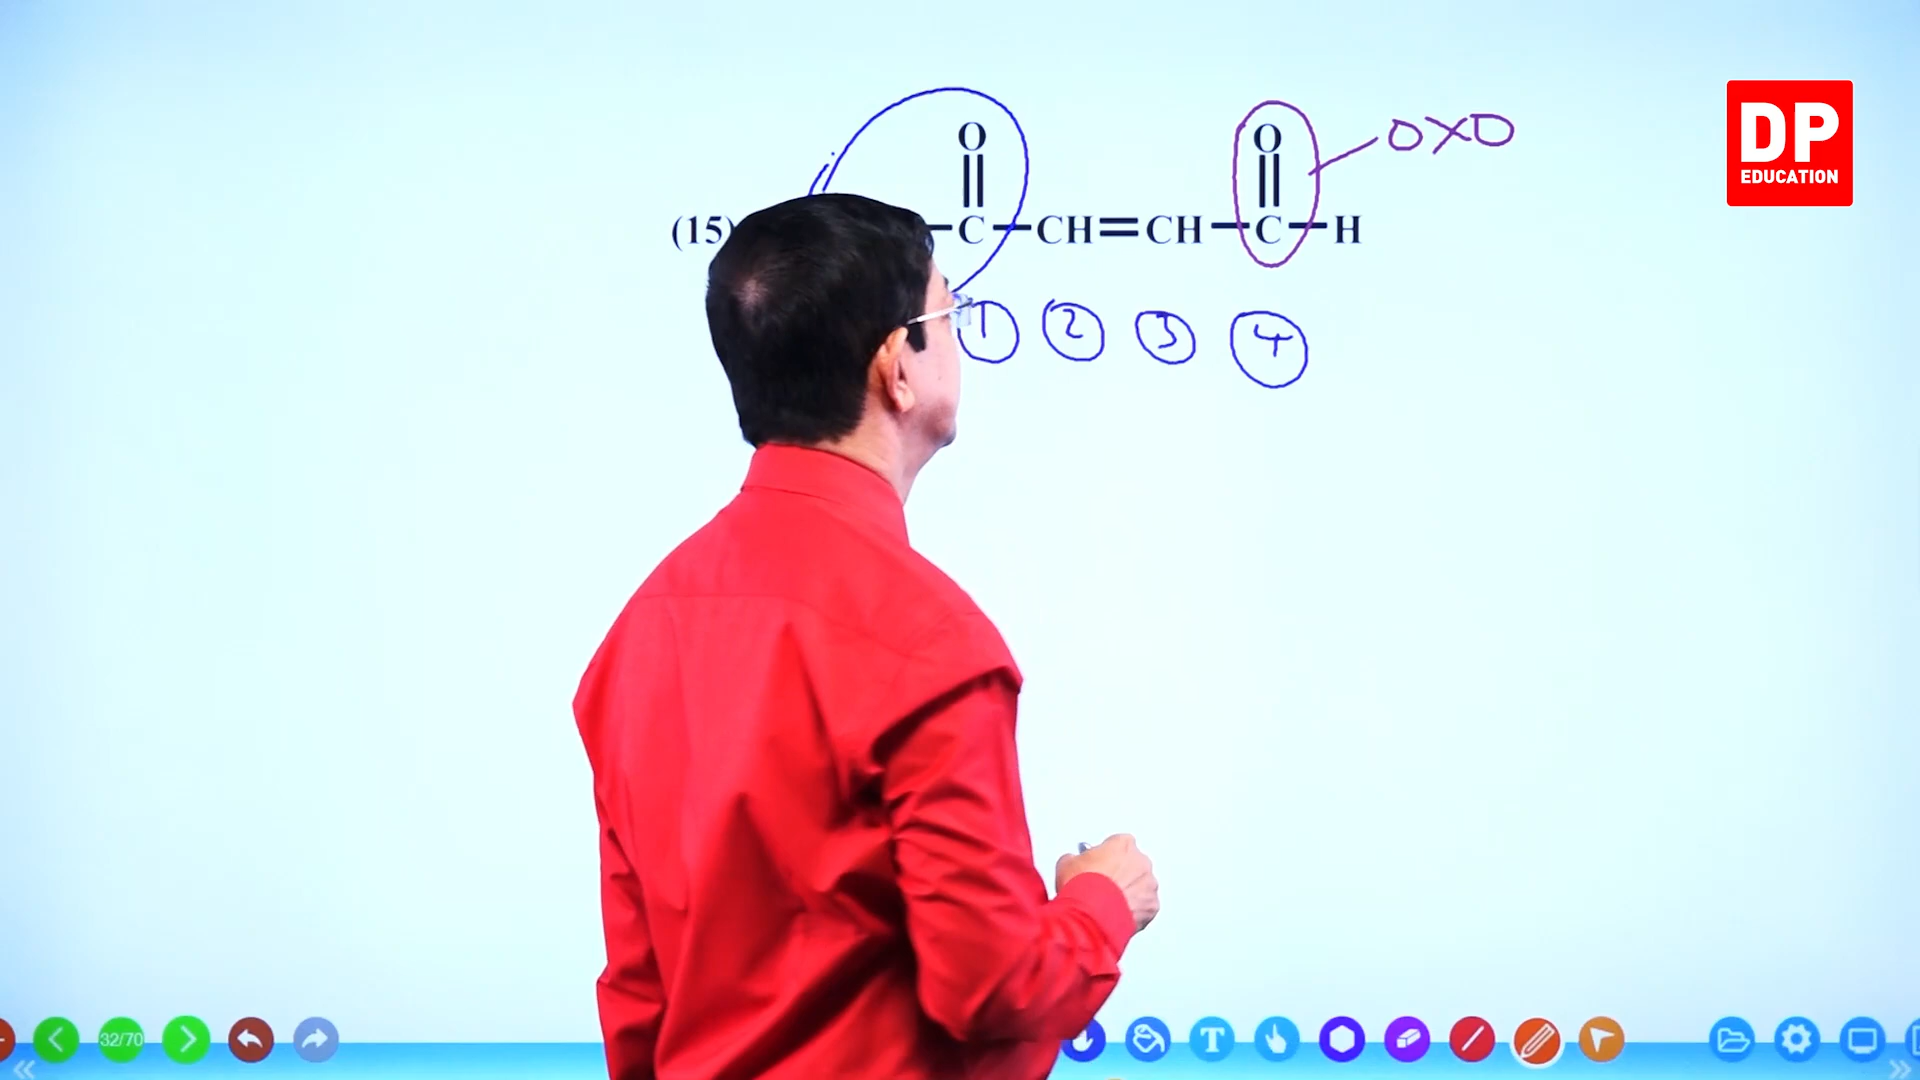 DP
EDUCATION
O O OXO
(15) C CH=CH C H
1 2 3 4
32/70
T